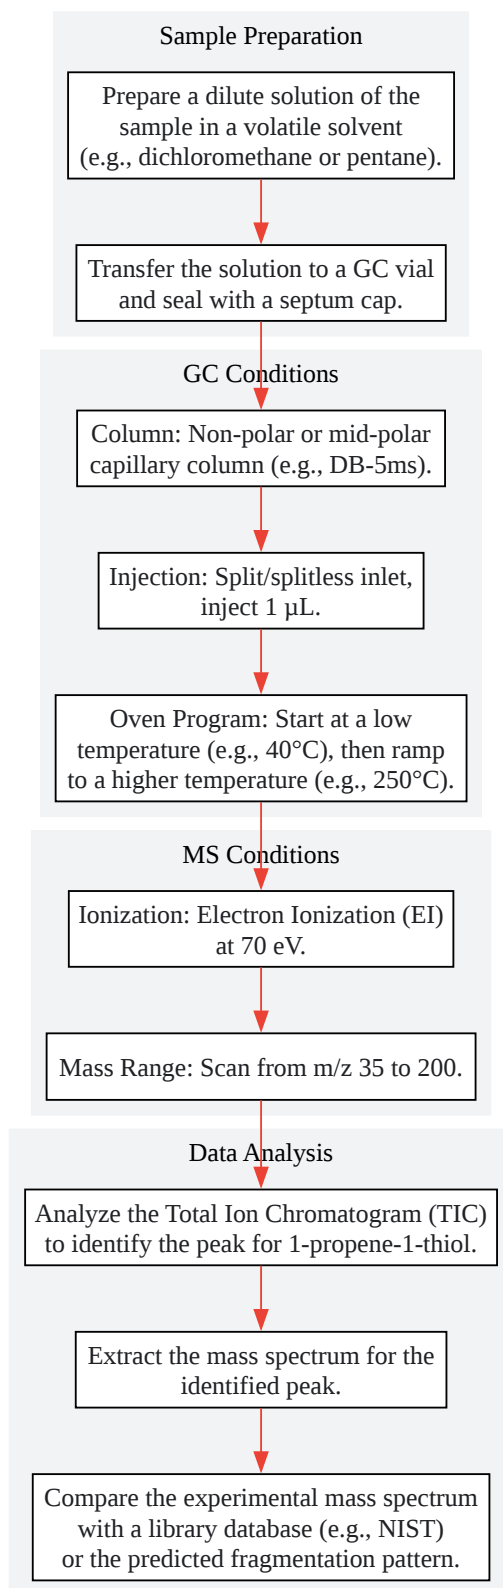 Sample Preparation
Prepare a dilute solution of the
sample in a volatile solvent
(e.g., dichloromethane or pentane).
Transfer the solution to a GC vial
and seal with a septum cap.
GC Conditions
Column: Non-polar or mid-polar
capillary column (e.g., DB-5ms).
Injection: Split/splitless inlet,
inject 1 µL.
Oven Program: Start at a low
temperature (e.g., 40°C), then ramp
to a higher temperature (e.g., 250°C).
MS Conditions
Ionization: Electron Ionization (EI)
at 70 eV.
Mass Range: Scan from m/z 35 to 200.
Data Analysis
Analyze the Total Ion Chromatogram (TIC)
to identify the peak for 1-propene-1-thiol.
Extract the mass spectrum for the
identified peak.
Compare the experimental mass spectrum
with a library database (e.g., NIST)
or the predicted fragmentation pattern.